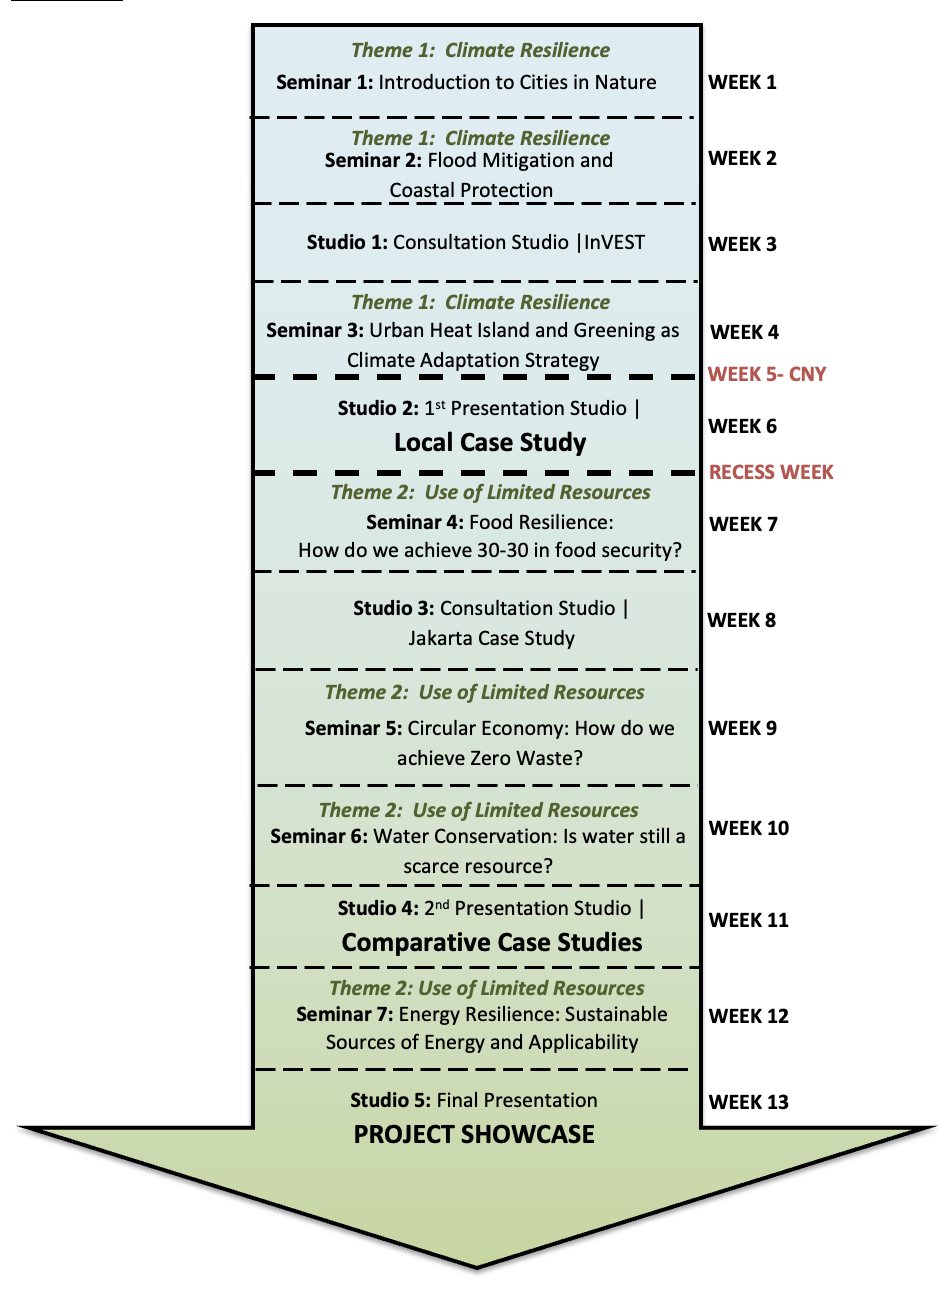 Theme 1:  Climate Resilience
Seminar 1: Introduction to Cities in Nature
WEEK 1
Theme 1:  Climate Resilience
Seminar 2: Flood Mitigation and
Coastal Protection
WEEK 2
Studio 1: Consultation Studio |InVEST
WEEK 3
Theme 1:  Climate Resilience
Seminar 3: Urban Heat Island and Greening as
Climate Adaptation Strategy
WEEK 4
WEEK 5- CNY
Studio 2: 1st Presentation Studio |
Local Case Study
WEEK 6
RECESS WEEK
Theme 2:  Use of Limited Resources
Seminar 4: Food Resilience:
How do we achieve 30-30 in food security?
WEEK 7
Studio 3: Consultation Studio |
Jakarta Case Study
WEEK 8
Theme 2:  Use of Limited Resources
Seminar 5: Circular Economy: How do we
achieve Zero Waste?
WEEK 9
Theme 2:  Use of Limited Resources
Seminar 6: Water Conservation: Is water still a
scarce resource?
WEEK 10
Studio 4: 2nd Presentation Studio |
Comparative Case Studies
WEEK 11
Theme 2: Use of Limited Resources
Seminar 7: Energy Resilience: Sustainable
Sources of Energy and Applicability
WEEK 12
Studio 5: Final Presentation
PROJECT SHOWCASE
WEEK 13